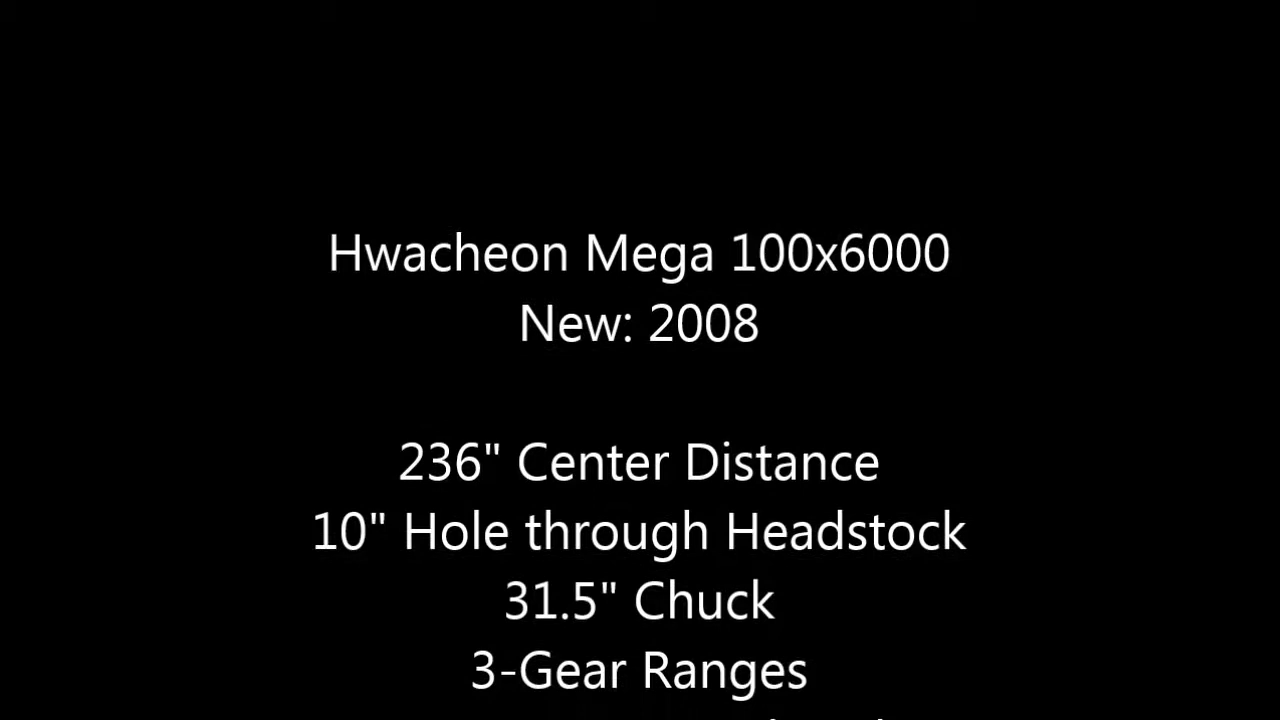 Hwacheon Mega 100x6000
New: 2008
236" Center Distance
10" Hole through Headstock
31.5" Chuck
3-Gear Ranges